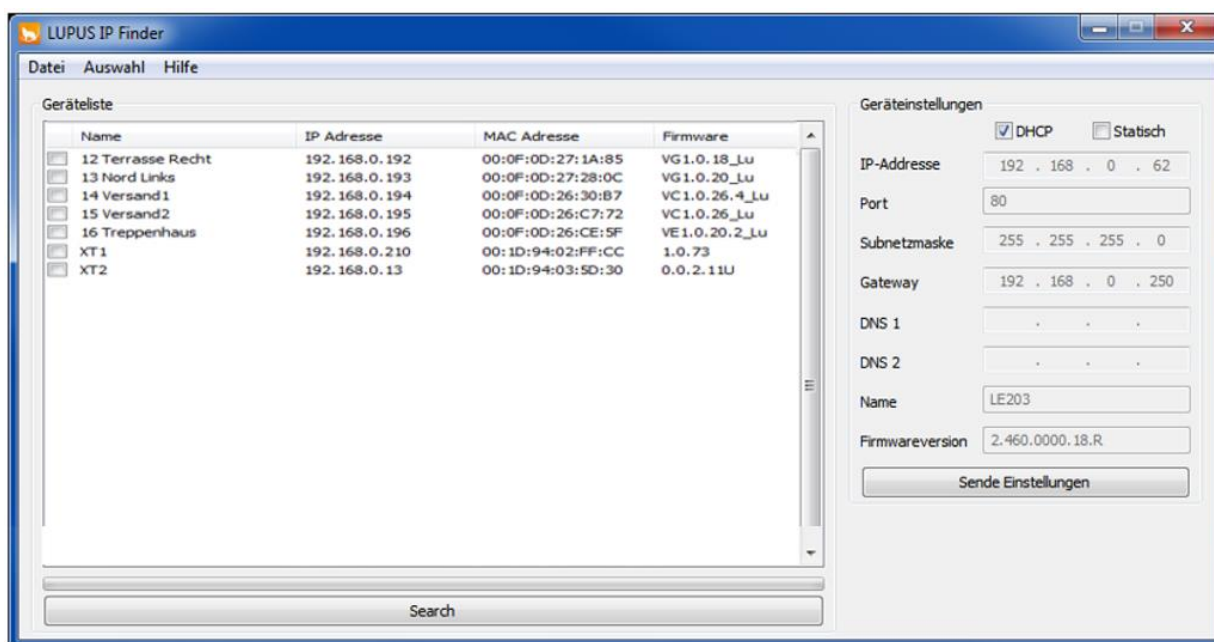 LUPUS IP Finder
Datei Auswahl Hilfe
Geräteliste
Name IP Adresse MAC Adresse Firmware
12 Terrasse Recht 192.168.0.192 00:0F:0D:27:1A:85 VG1.0.18_Lu
13 Nord Links 192.168.0.193 00:0F:0D:27:28:0C VG1.0.20_Lu
14 Versand1 192.168.0.194 00:0F:0D:26:30:B7 VC1.0.26.4_Lu
15 Versand2 192.168.0.195 00:0F:0D:26:C7:72 VC1.0.26_Lu
16 Treppenhaus 192.168.0.196 00:0F:0D:26:CE:5F VE1.0.20.2_Lu
XT1 192.168.0.210 00:1D:94:02:FF:CC 1.0.73
XT2 192.168.0.13 00:1D:94:03:5D:30 0.0.2.11U
Search
Geräteinstellungen
DHCP Statisch
IP-Addresse 192 . 168 . 0 . 62
Port 80
Subnetzmaske 255 . 255 . 255 . 0
Gateway 192 . 168 . 0 . 250
DNS 1 . . .
DNS 2 . . .
Name LE203
Firmwareversion 2.460.0000.18.R
Sende Einstellungen